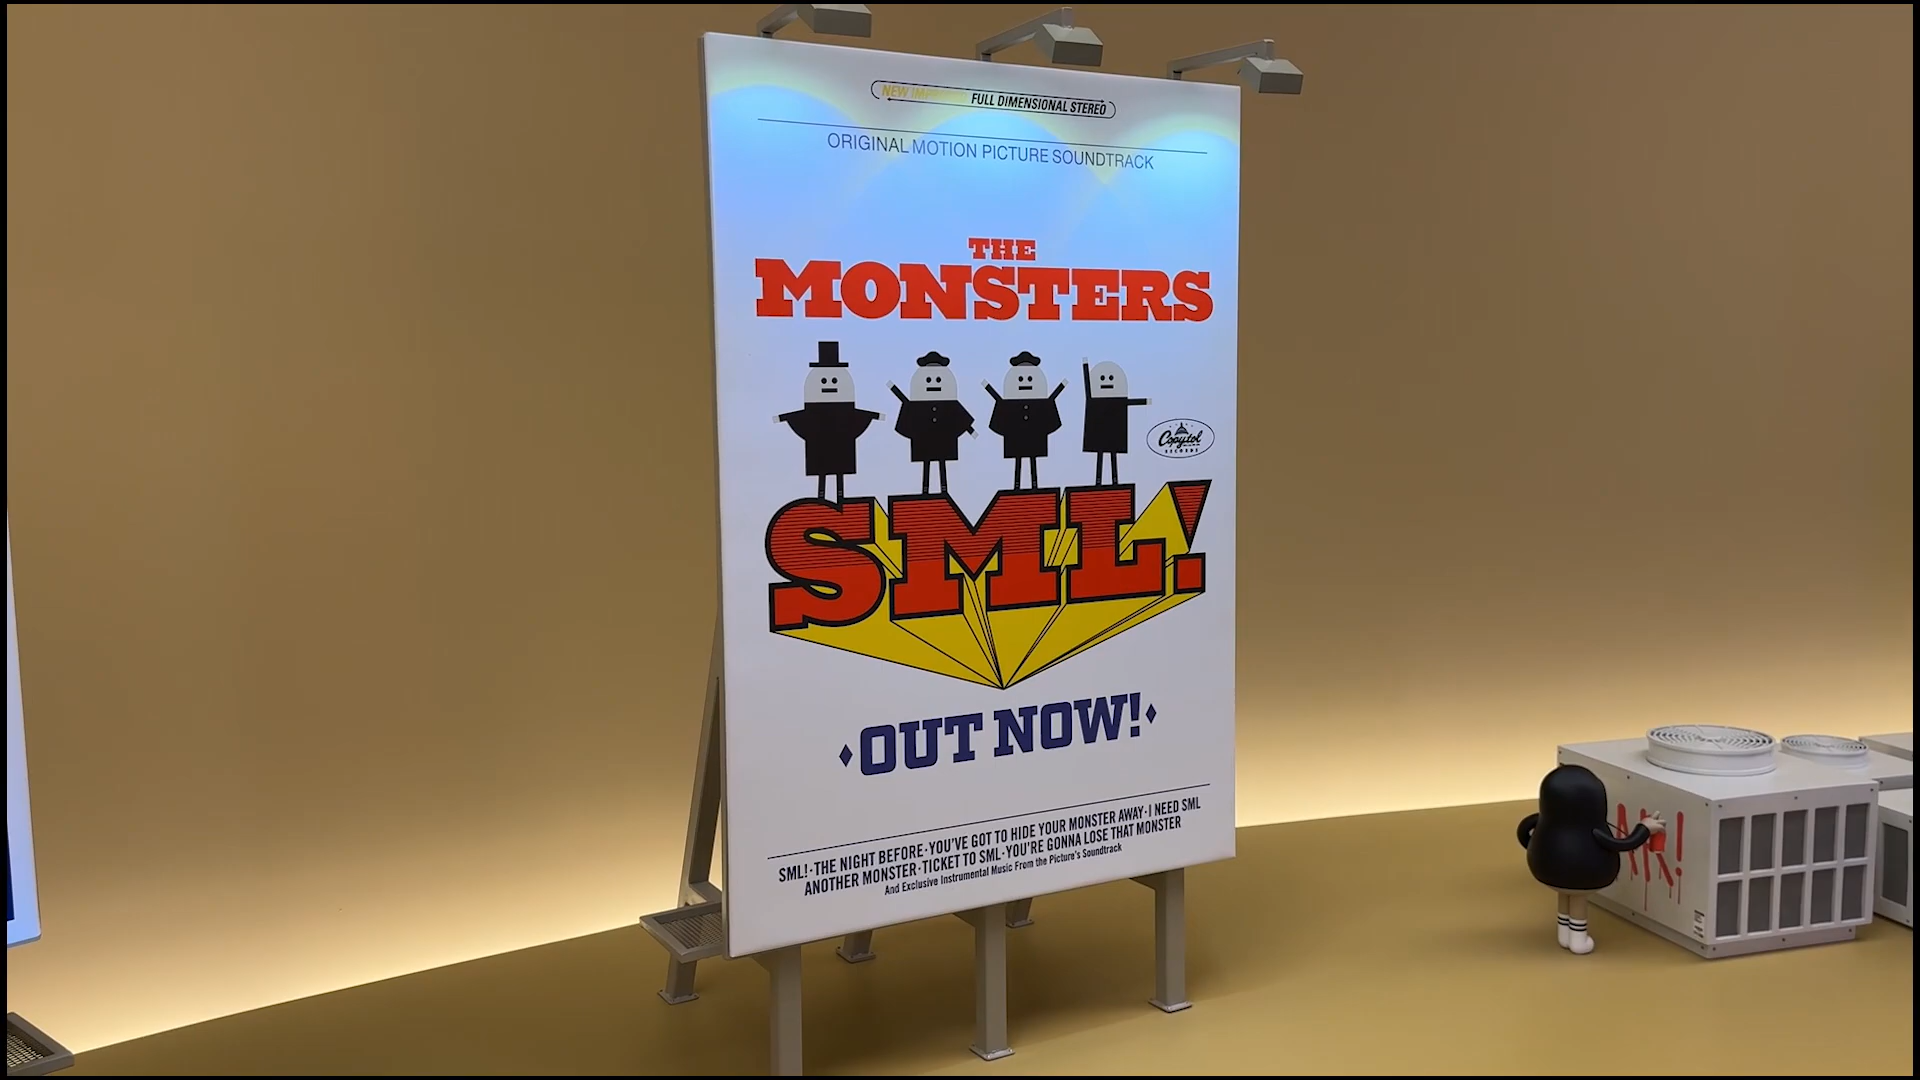 NEW IMPROVED FULL DIMENSIONAL STEREO
ORIGINAL MOTION PICTURE SOUNDTRACK
THE
MONSTERS
Copytol
RECORDS
SML!
OUT NOW!
SML!·THE NIGHT BEFORE·YOU'VE GOT TO HIDE YOUR MONSTER AWAY·I NEED SML
ANOTHER MONSTER·TICKET TO SML·YOU'RE GONNA LOSE THAT MONSTER
And Exclusive Instrumental Music From the Picture's Soundtrack